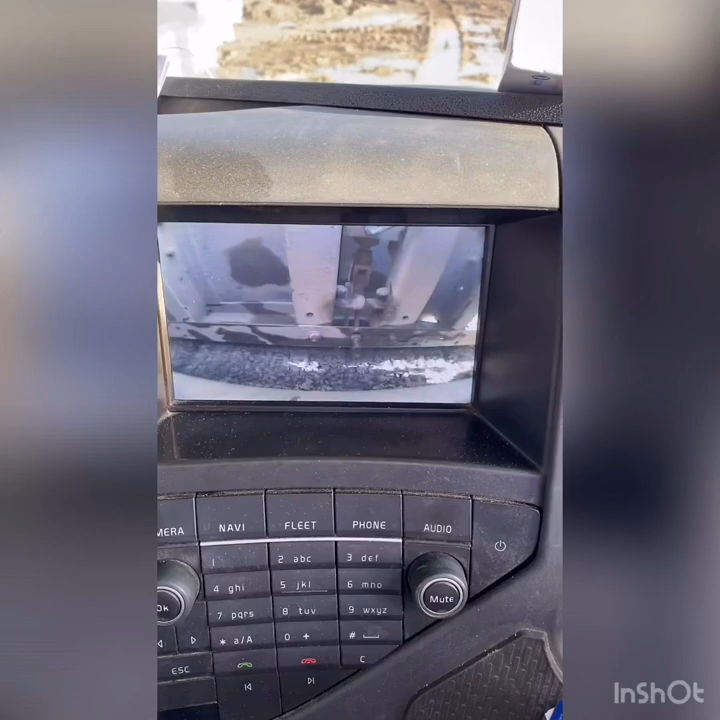 MERA NAVI FLEET PHONE AUDIO
1 2 abc 3 def
4 ghi 5 jkl 6 mno
Ok Mute
7 pqrs 8 tuv 9 wxyz
* a/A 0 + #
ESC C
InShOt